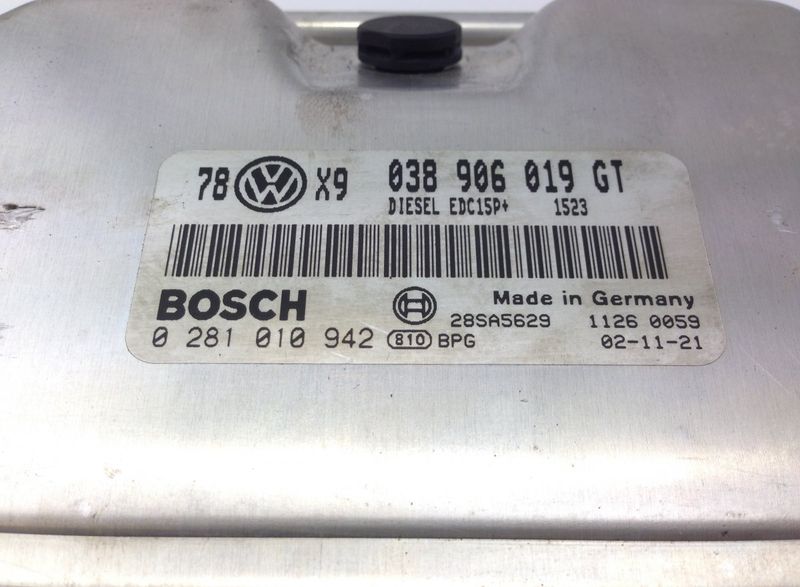 78 VW X9 038 906 019 GT
DIESEL EDC15P+ 1523
BOSCH
Made in Germany
0 281 010 942 810 BPG 28SA5629 1126 0059
02-11-21